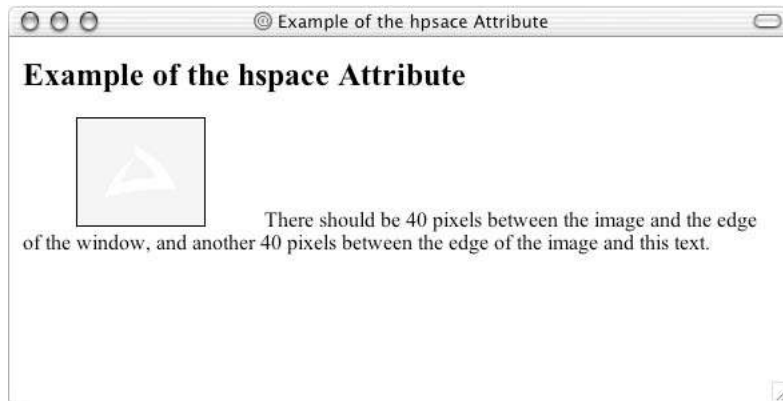 @ Example of the hpsace Attribute
Example of the hspace Attribute
There should be 40 pixels between the image and the edge
of the window, and another 40 pixels between the edge of the image and this text.